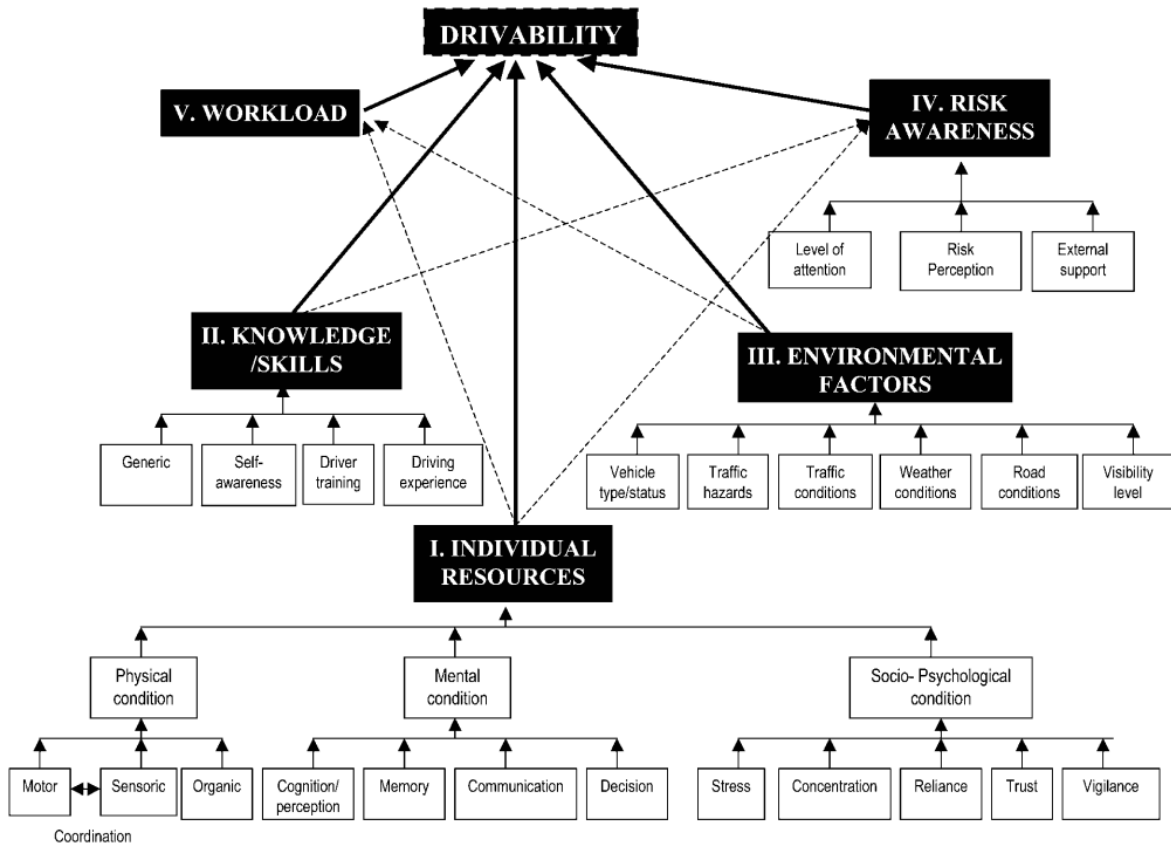 DRIVABILITY
V. WORKLOAD
IV. RISK
AWARENESS
Level of
attention
Risk
Perception
External
support
II. KNOWLEDGE
/SKILLS
III. ENVIRONMENTAL
FACTORS
Generic
Self-
awareness
Driver
training
Driving
experience
Vehicle
type/status
Traffic
hazards
Traffic
conditions
Weather
conditions
Road
conditions
Visibility
level
I. INDIVIDUAL
RESOURCES
Physical
condition
Mental
condition
Socio- Psychological
condition
Motor
Sensoric
Organic
Cognition/
perception
Memory
Communication
Decision
Stress
Concentration
Reliance
Trust
Vigilance
Coordination